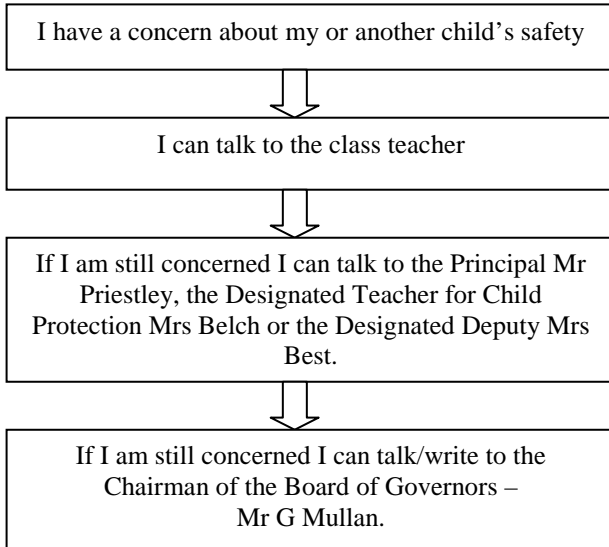 I have a concern about my or another child’s safety
I can talk to the class teacher
If I am still concerned I can talk to the Principal Mr
Priestley, the Designated Teacher for Child
Protection Mrs Belch or the Designated Deputy Mrs
Best.
If I am still concerned I can talk/write to the
Chairman of the Board of Governors –
Mr G Mullan.